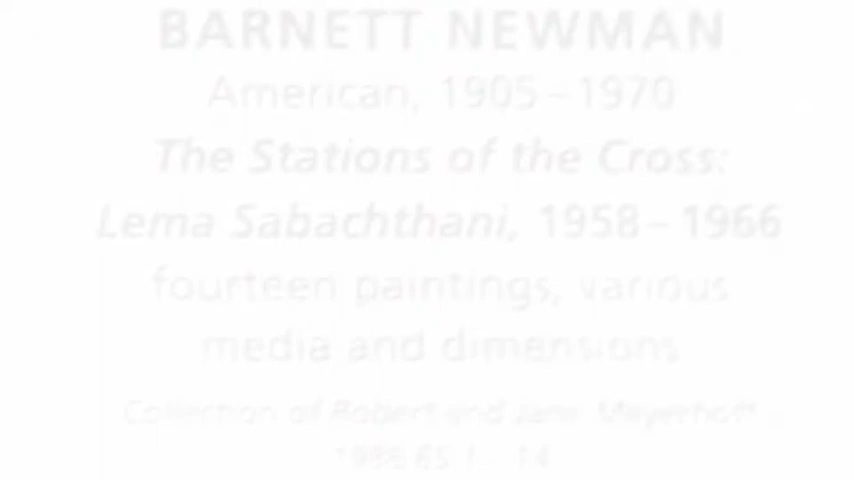 BARNETT NEWMAN
American, 1905–1970
The Stations of the Cross:
Lema Sabachthani, 1958–1966
fourteen paintings, various
media and dimensions
Collection of Robert and Jane Meyerhoff